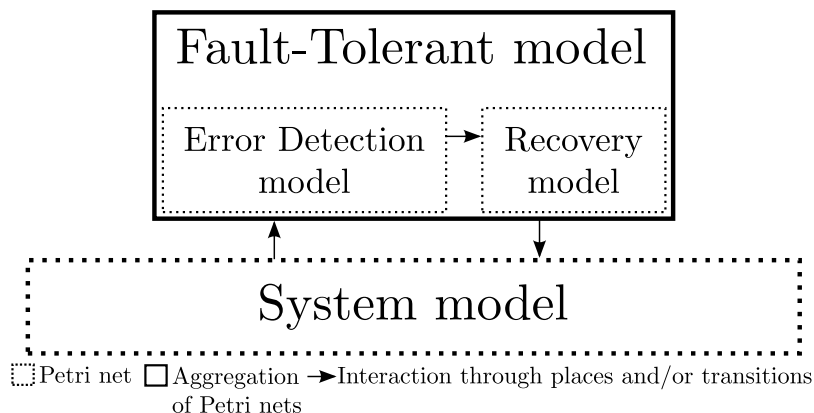 Fault-Tolerant model
Error Detection
model
Recovery
model
System model
Petri net
Aggregation
of Petri nets
Interaction through places and/or transitions